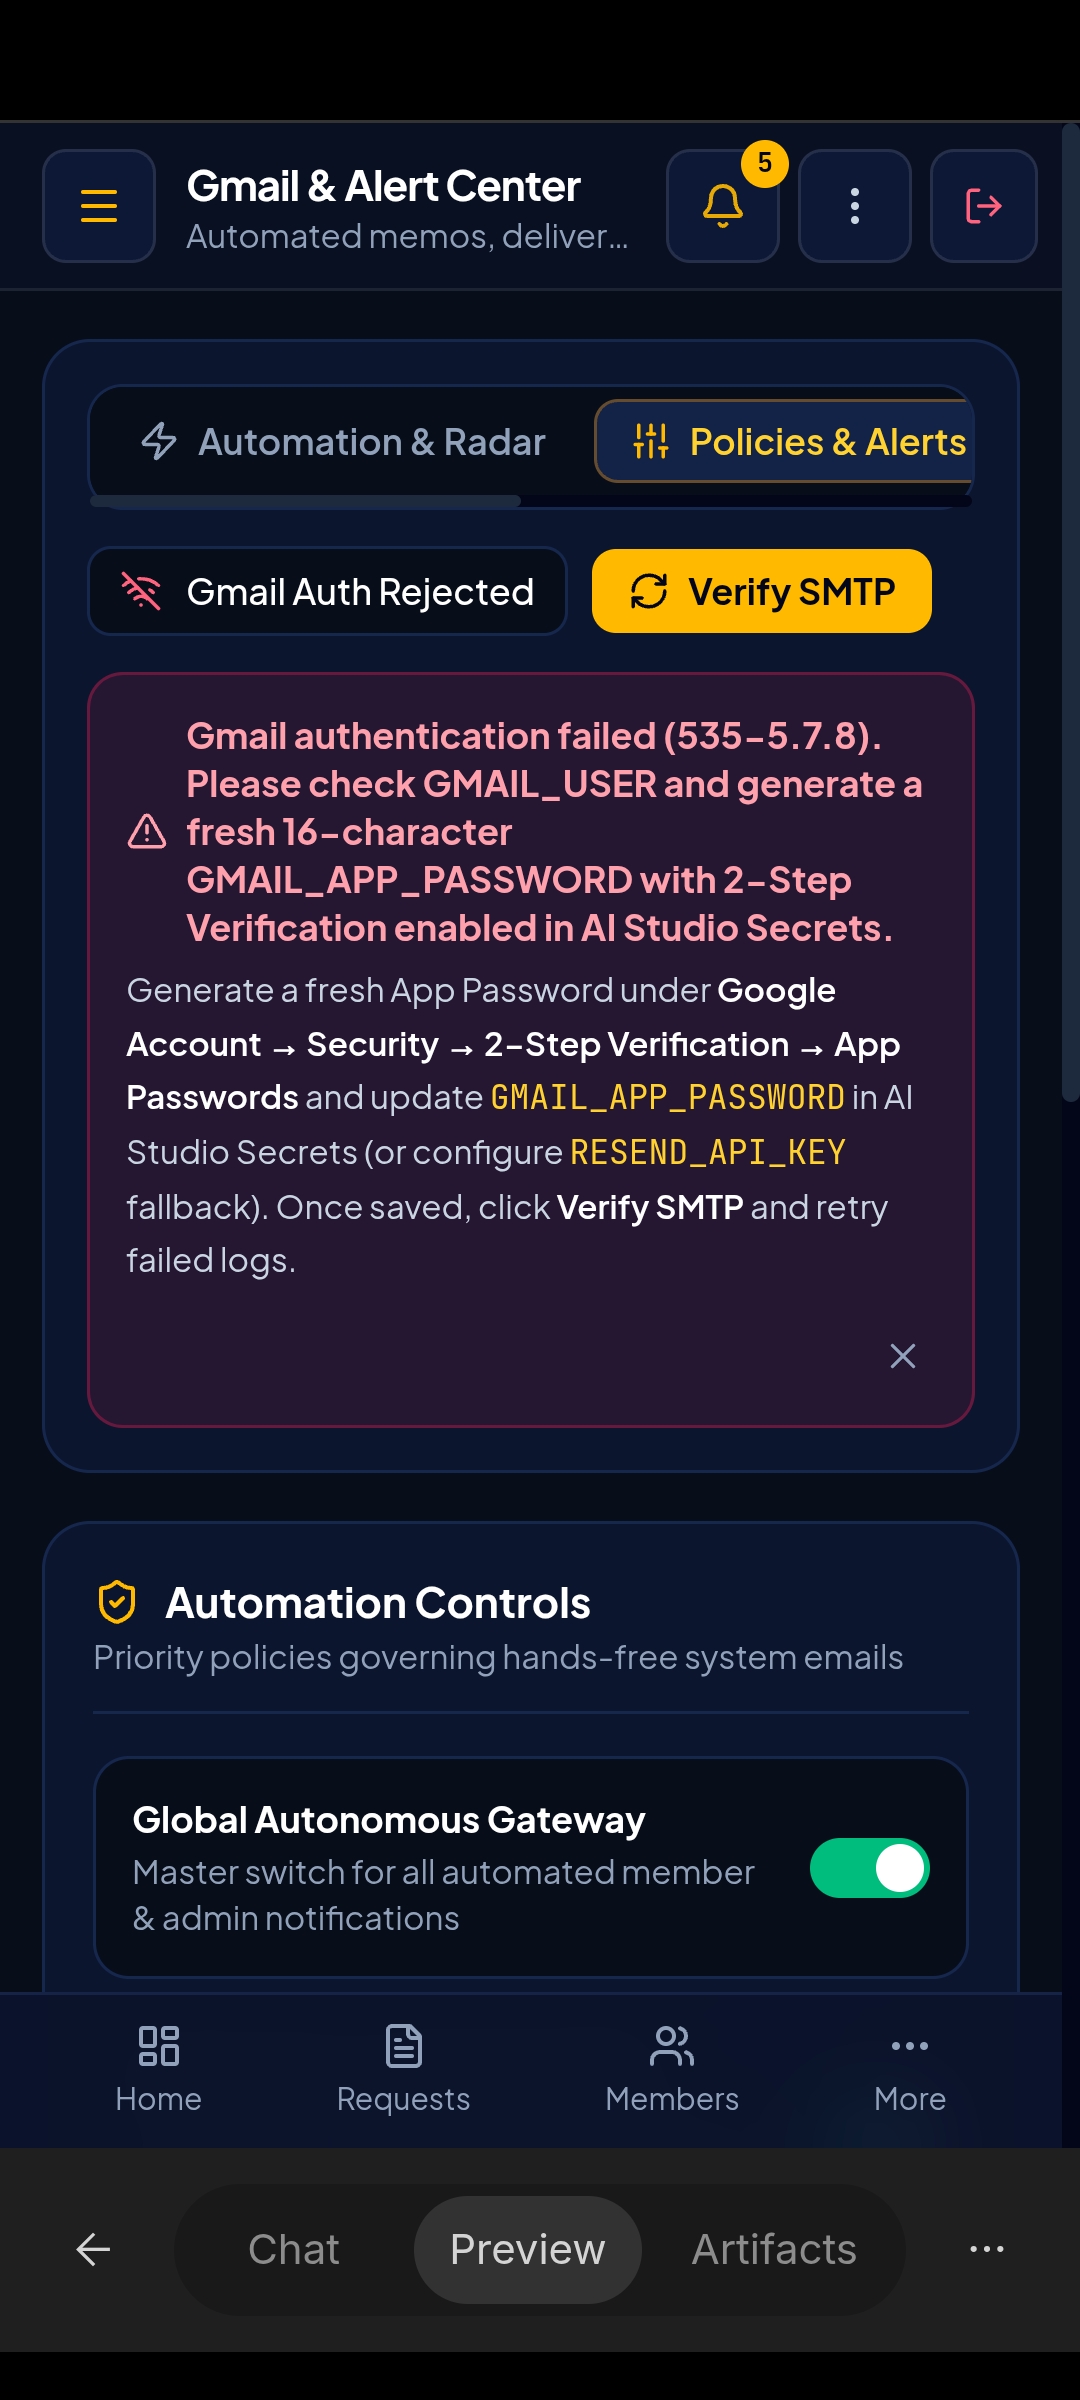 Gmail & Alert Center
Automated memos, deliver...
5
Automation & Radar
Policies & Alerts
Gmail Auth Rejected
Verify SMTP
Gmail authentication failed (535-5.7.8).
Please check GMAIL_USER and generate a
fresh 16-character
GMAIL_APP_PASSWORD with 2-Step
Verification enabled in AI Studio Secrets.
Generate a fresh App Password under Google
Account → Security → 2-Step Verification → App
Passwords and update GMAIL_APP_PASSWORD in AI
Studio Secrets (or configure RESEND_API_KEY
fallback). Once saved, click Verify SMTP and retry
failed logs.
Automation Controls
Priority policies governing hands-free system emails
Global Autonomous Gateway
Master switch for all automated member
& admin notifications
Home
Requests
Members
More
Chat
Preview
Artifacts